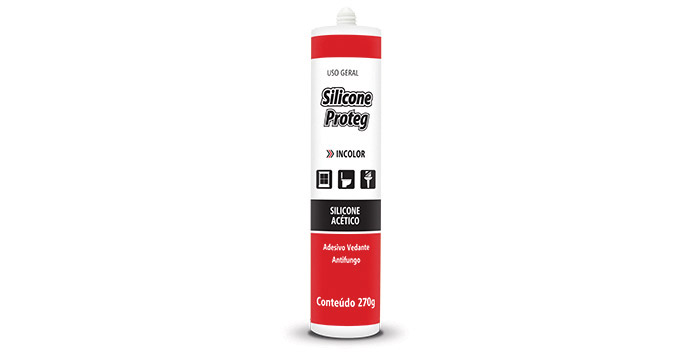 USO GERAL
Silicone
Proteg
INCOLOR
SILICONE
ACÉTICO
Adesivo Vedante
Antifungo
Conteúdo 270g